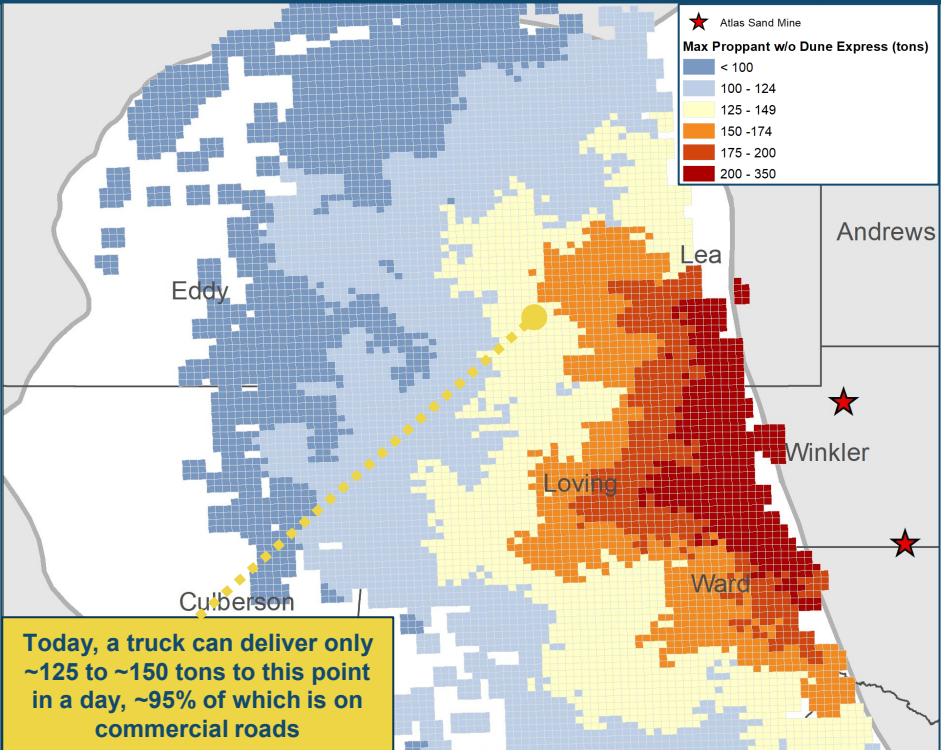 Atlas Sand Mine
Max Proppant w/o Dune Express (tons)
< 100
100 - 124
125 - 149
150 -174
175 - 200
200 - 350
Andrews
Lea
Eddy
Winkler
Loving
Ward
Culberson
Today, a truck can deliver only
~125 to ~150 tons to this point
in a day, ~95% of which is on
commercial roads